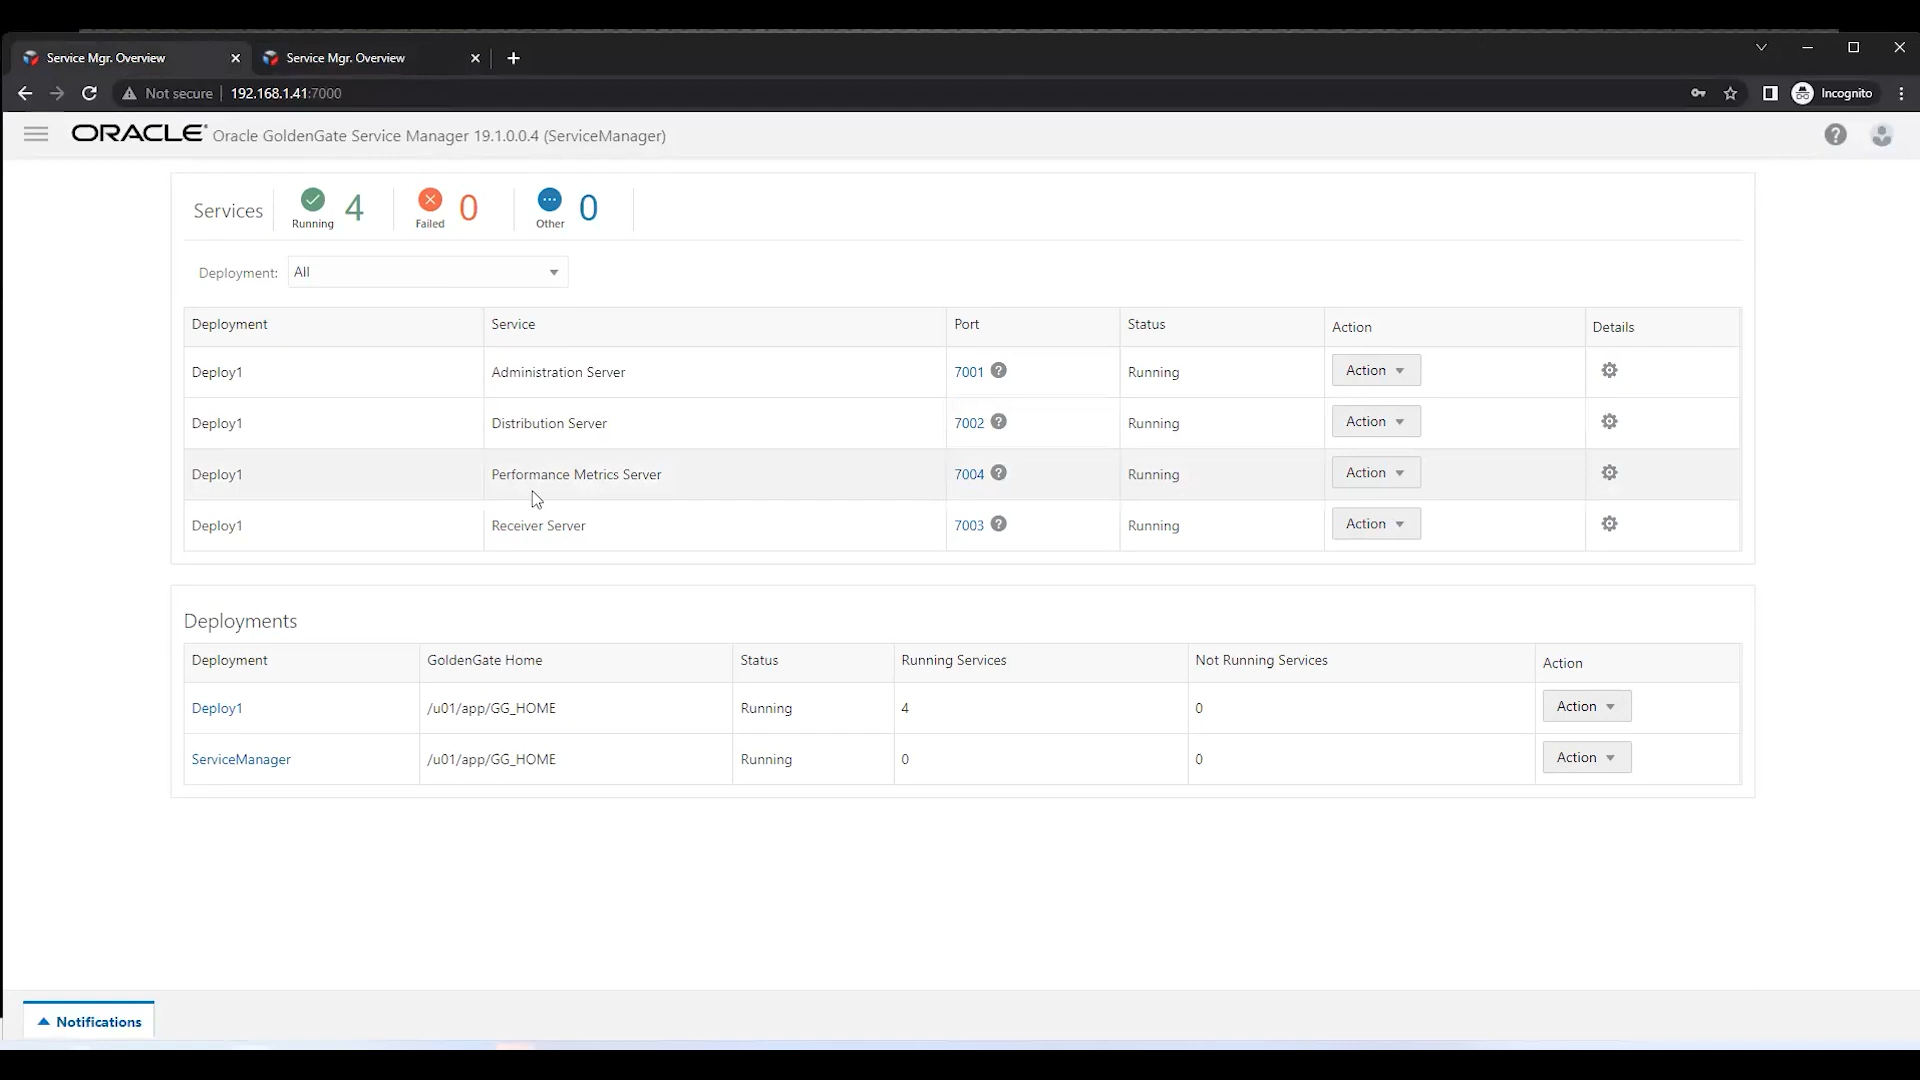 Service Mgr. Overview
Service Mgr. Overview
Not secure 192.168.1.41:7000
Incognito
ORACLE Oracle GoldenGate Service Manager 19.1.0.0.4 (ServiceManager)
Services Running 4 Failed 0 Other 0
Deployment: All
Deployment Service Port Status Action Details
Deploy1 Administration Server 7001 Running Action
Deploy1 Distribution Server 7002 Running Action
Deploy1 Performance Metrics Server 7004 Running Action
Deploy1 Receiver Server 7003 Running Action
Deployments
Deployment GoldenGate Home Status Running Services Not Running Services Action
Deploy1 /u01/app/GG_HOME Running 4 0 Action
ServiceManager /u01/app/GG_HOME Running 0 0 Action
Notifications